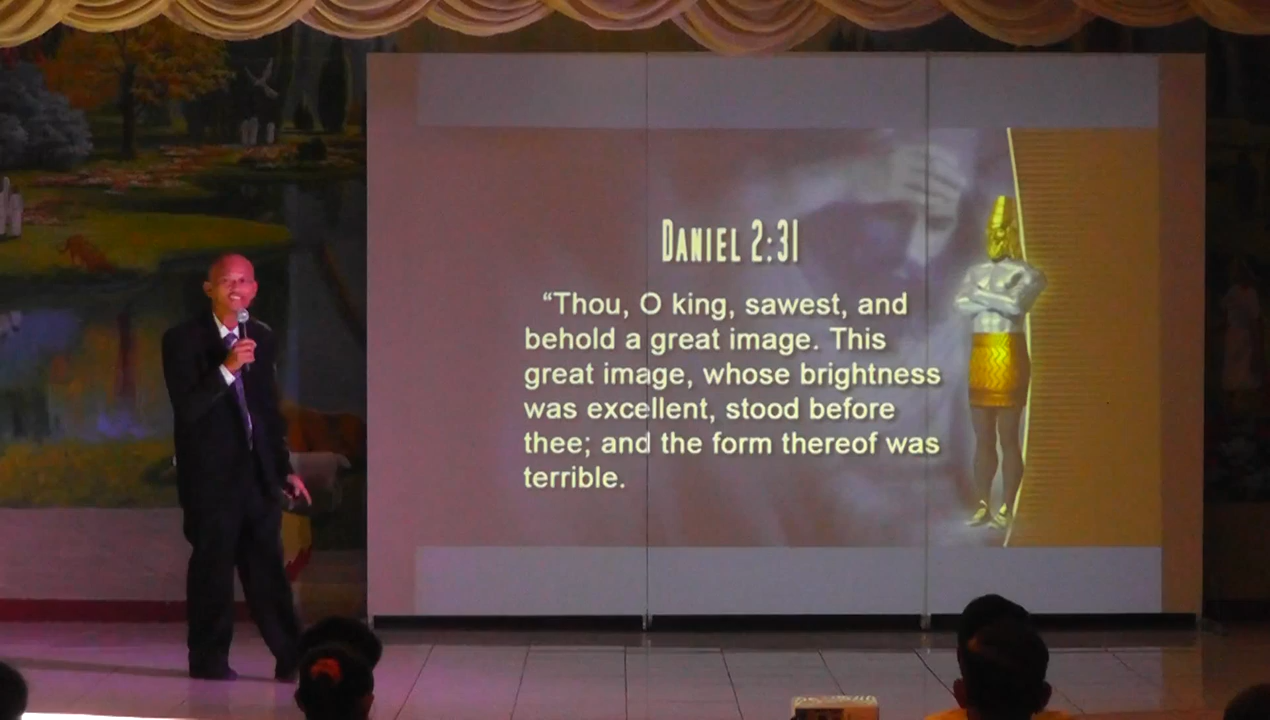 DANIEL 2:31
“Thou, O king, sawest, and
behold a great image. This
great image, whose brightness
was excellent, stood before
thee; and the form thereof was
terrible.